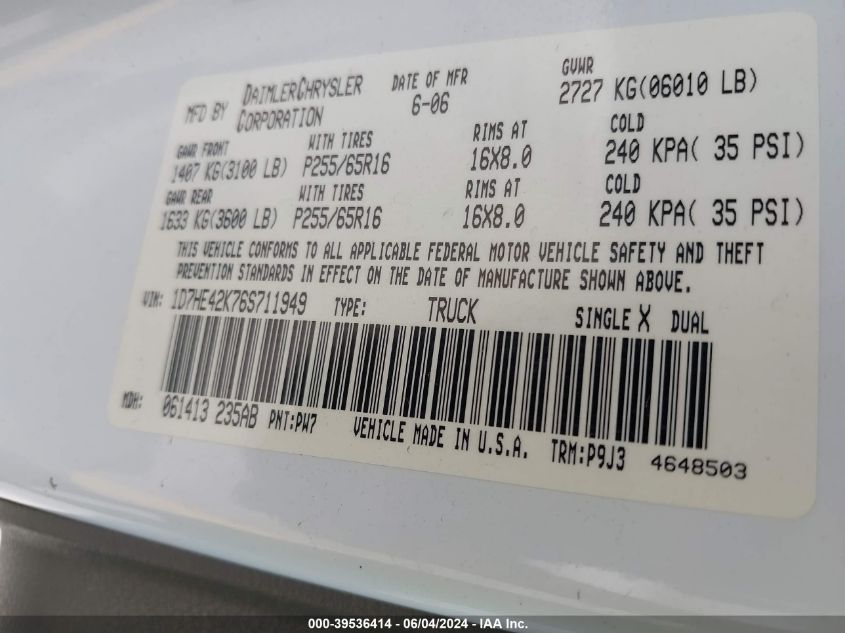 MFD BY DAIMLERCHRYSLER CORPORATION DATE OF MFR 6-06 GVWR 2727 KG(06010 LB)
GAWR FRONT WITH TIRES RIMS AT COLD
1407 KG(3100 LB) P255/65R16 16X8.0 240 KPA( 35 PSI)
GAWR REAR WITH TIRES RIMS AT COLD
1633 KG(3600 LB) P255/65R16 16X8.0 240 KPA( 35 PSI)
THIS VEHICLE CONFORMS TO ALL APPLICABLE FEDERAL MOTOR VEHICLE SAFETY AND THEFT
PREVENTION STANDARDS IN EFFECT ON THE DATE OF MANUFACTURE SHOWN ABOVE.
VIN: 1D7HE42K76S711949 TYPE: TRUCK SINGLE X DUAL
MDH: 061413 235AB PNT:PW7 VEHICLE MADE IN U.S.A. TRM:P9J3 4648503
000-39536414 - 06/04/2024 - IAA Inc.